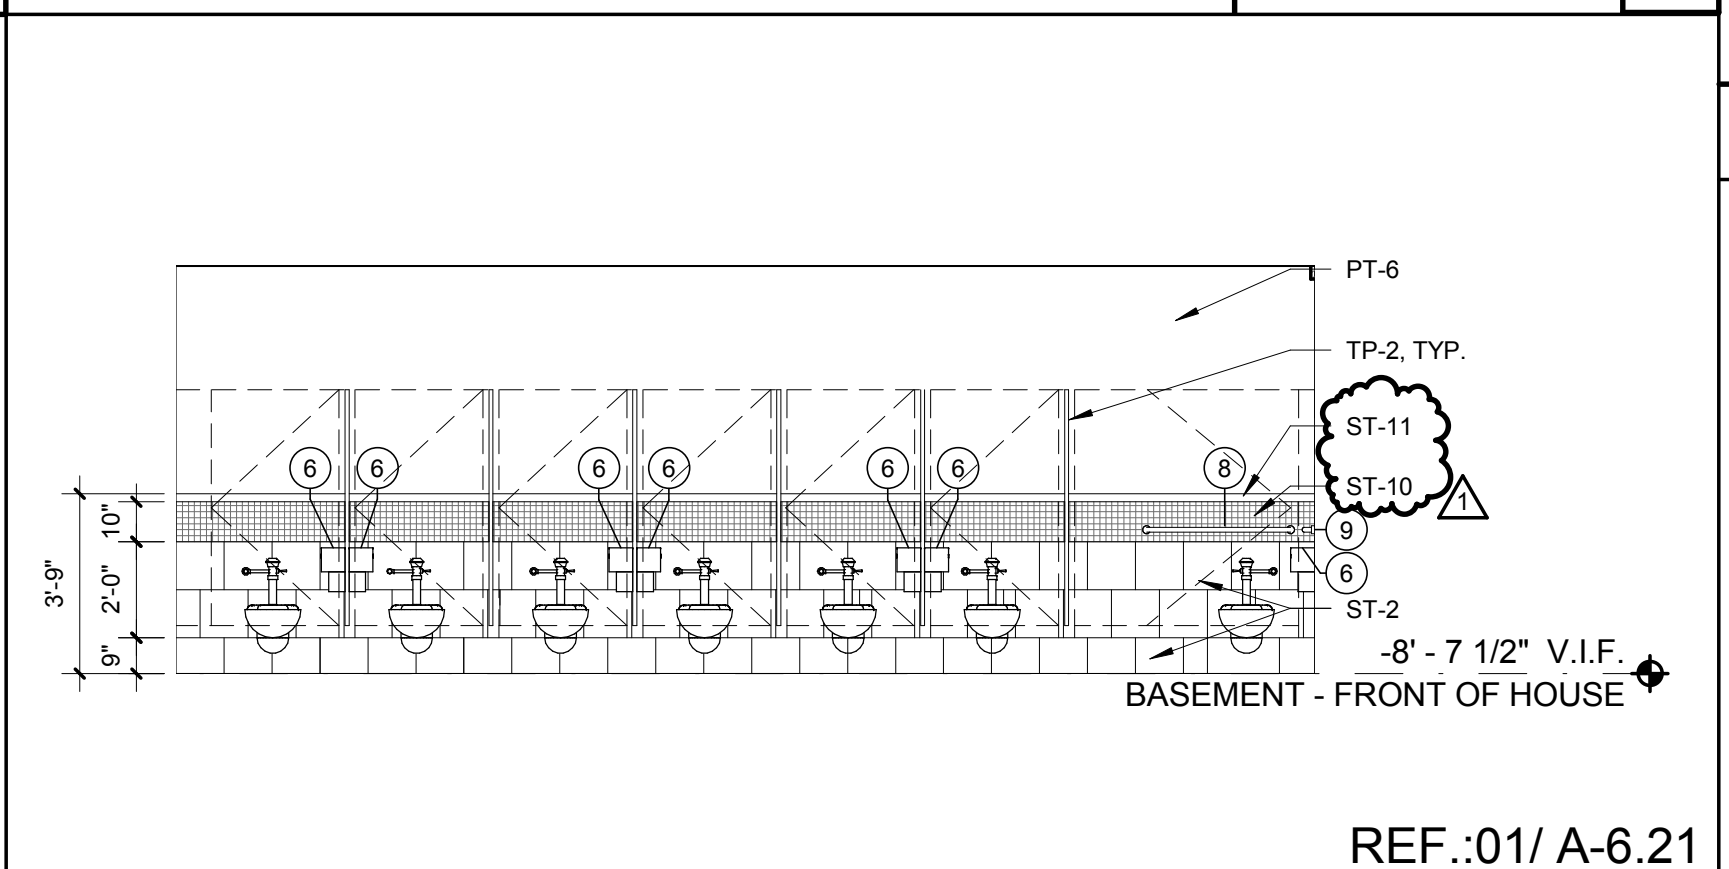 PT-6
TP-2, TYP.
ST-11
6 6 6 6 6 6 8
ST-10
1
9
6
ST-2
10"
2'-0"
9"
3'-9"
-8' - 7 1/2" V.I.F.
BASEMENT - FRONT OF HOUSE
REF.:01/ A-6.21